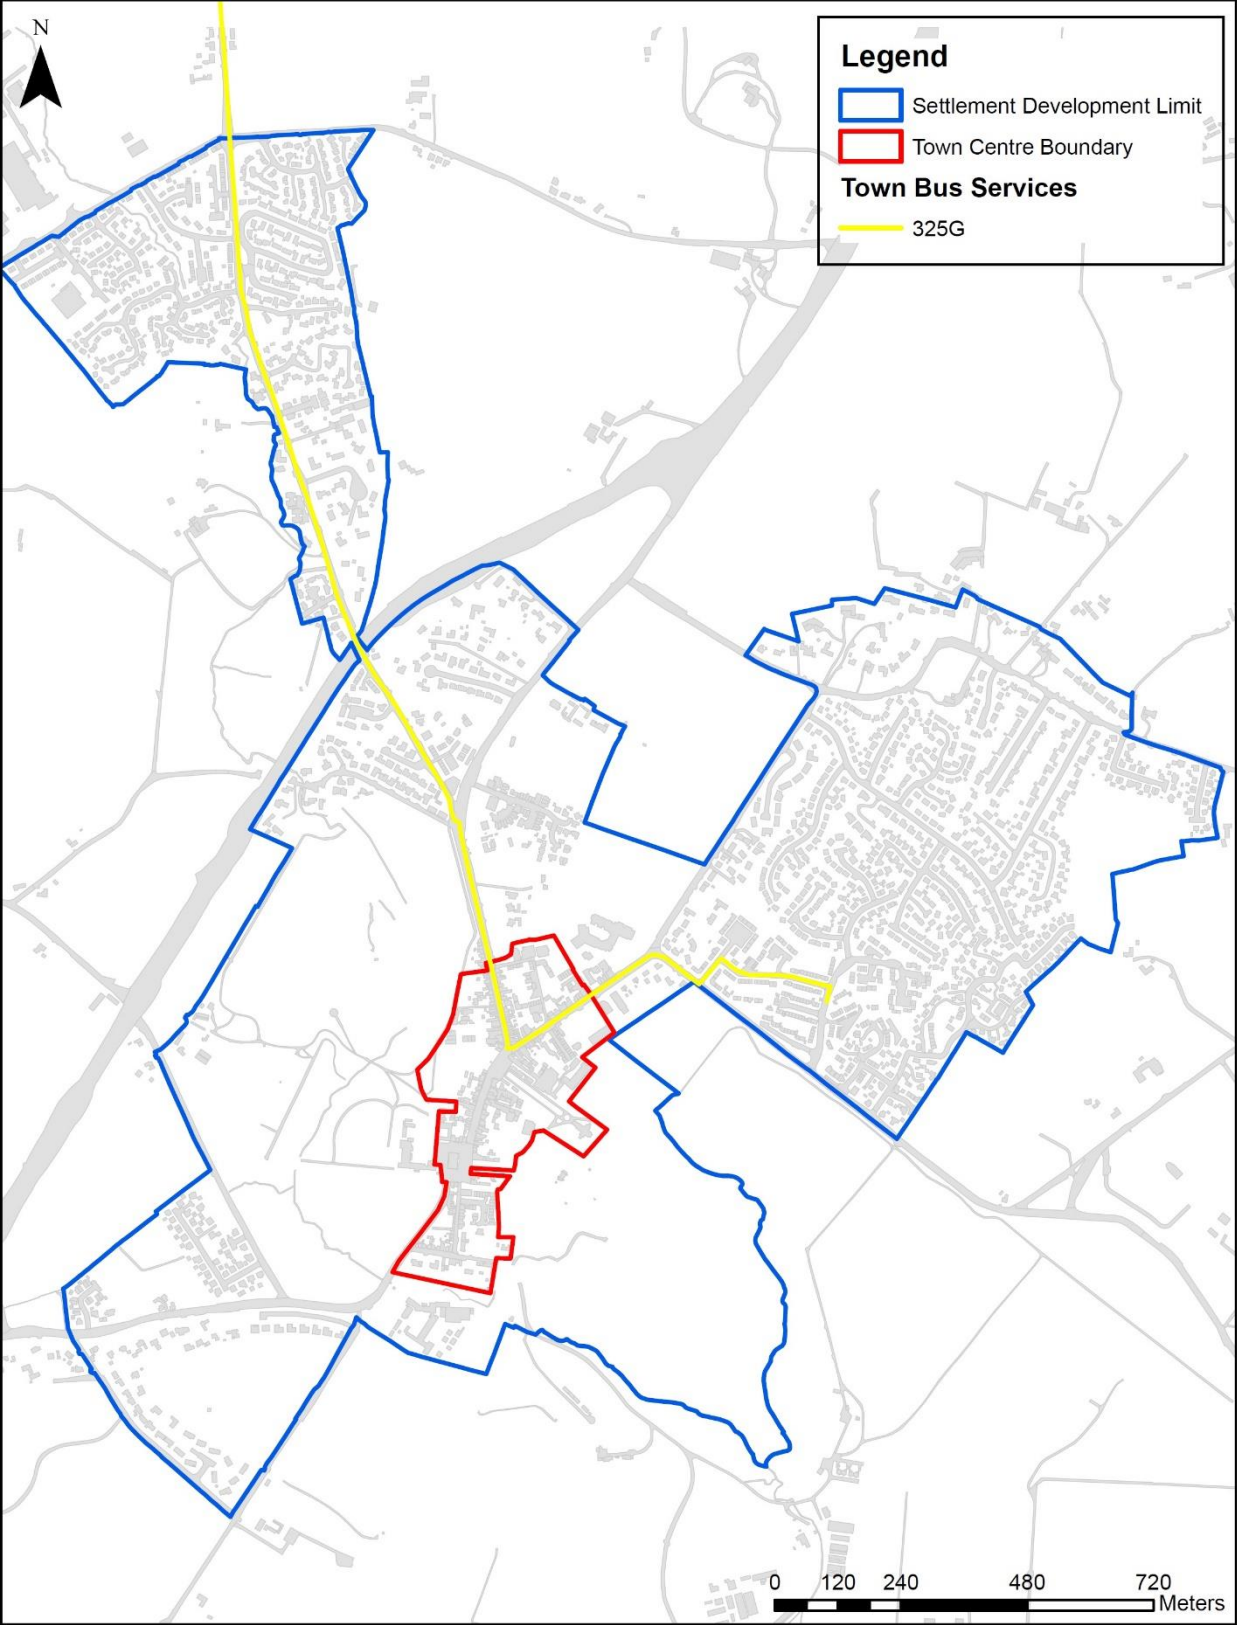 N
Legend
Settlement Development Limit
Town Centre Boundary
Town Bus Services
325G
0 120 240 480 720
Meters